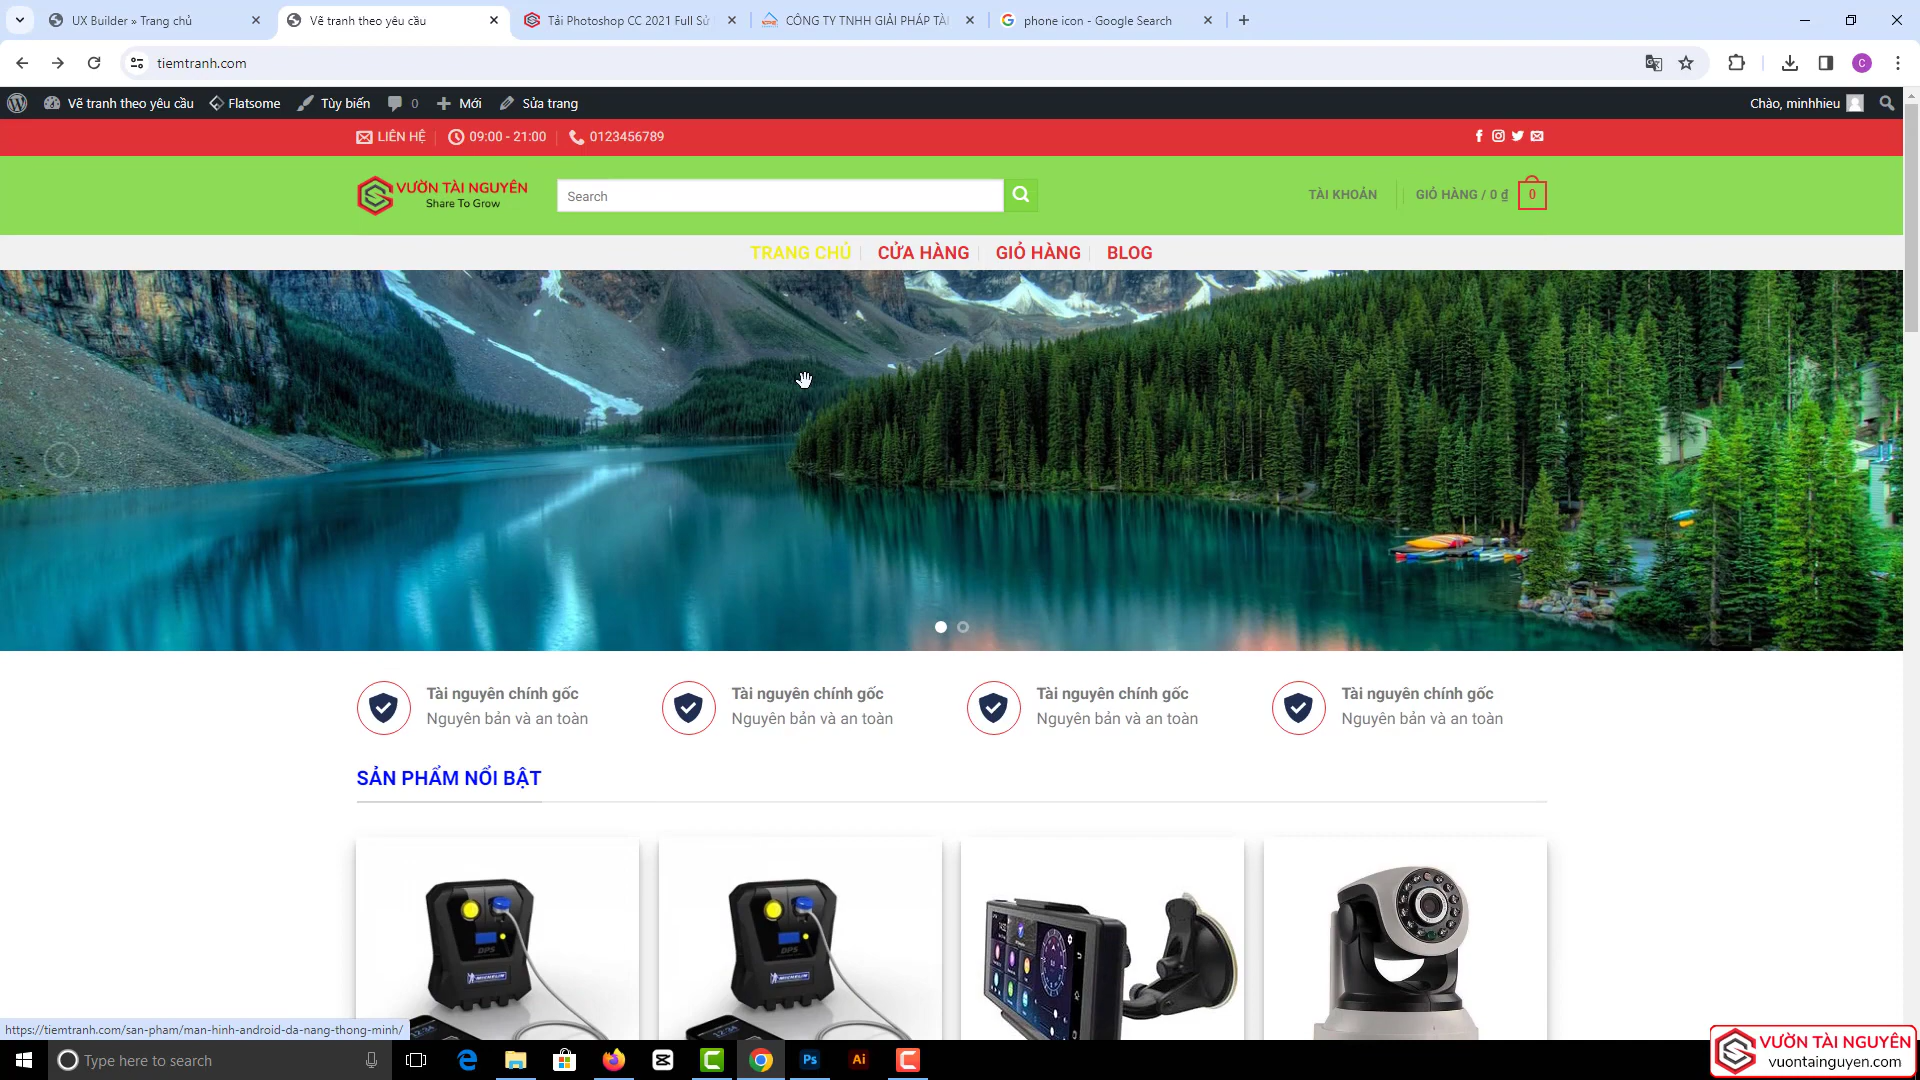 UX Builder » Trang chủ
Vẽ tranh theo yêu cầu
Tải Photoshop CC 2021 Full Sử
CÔNG TY TNHH GIẢI PHÁP TÀI
phone icon - Google Search
tiemtranh.com
C
Vẽ tranh theo yêu cầu
Flatsome
Tùy biến
0
Mới
Sửa trang
Chào, minhhieu
LIÊN HỆ
09:00 - 21:00
0123456789
VƯỜN TÀI NGUYÊN
Share To Grow
Search
TÀI KHOẢN
GIỎ HÀNG / 0 ₫
0
TRANG CHỦ
CỬA HÀNG
GIỎ HÀNG
BLOG
Tài nguyên chính gốc
Nguyên bản và an toàn
Tài nguyên chính gốc
Nguyên bản và an toàn
Tài nguyên chính gốc
Nguyên bản và an toàn
Tài nguyên chính gốc
Nguyên bản và an toàn
SẢN PHẨM NỔI BẬT
DPS
MICHELIN
DPS
MICHELIN
https://tiemtranh.com/san-pham/man-hinh-android-da-nang-thong-minh/
Type here to search
Ps
Ai
VƯỜN TÀI NGUYÊN
vuontainguyen.com